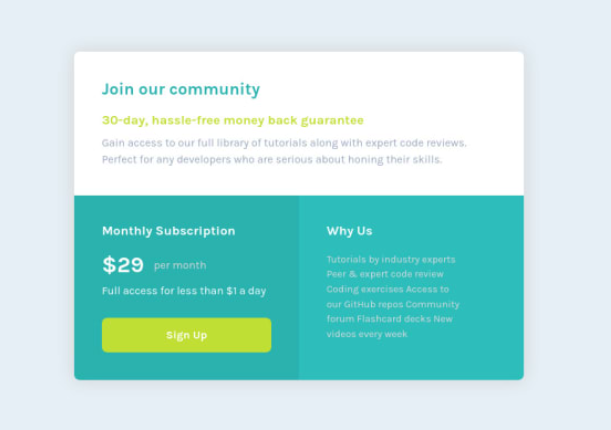 Join our community
30-day, hassle-free money back guarantee
Gain access to our full library of tutorials along with expert code reviews.
Perfect for any developers who are serious about honing their skills.
Monthly Subscription
$29 per month
Full access for less than $1 a day
Sign Up
Why Us
Tutorials by industry experts
Peer & expert code review
Coding exercises Access to
our GitHub repos Community
forum Flashcard decks New
videos every week